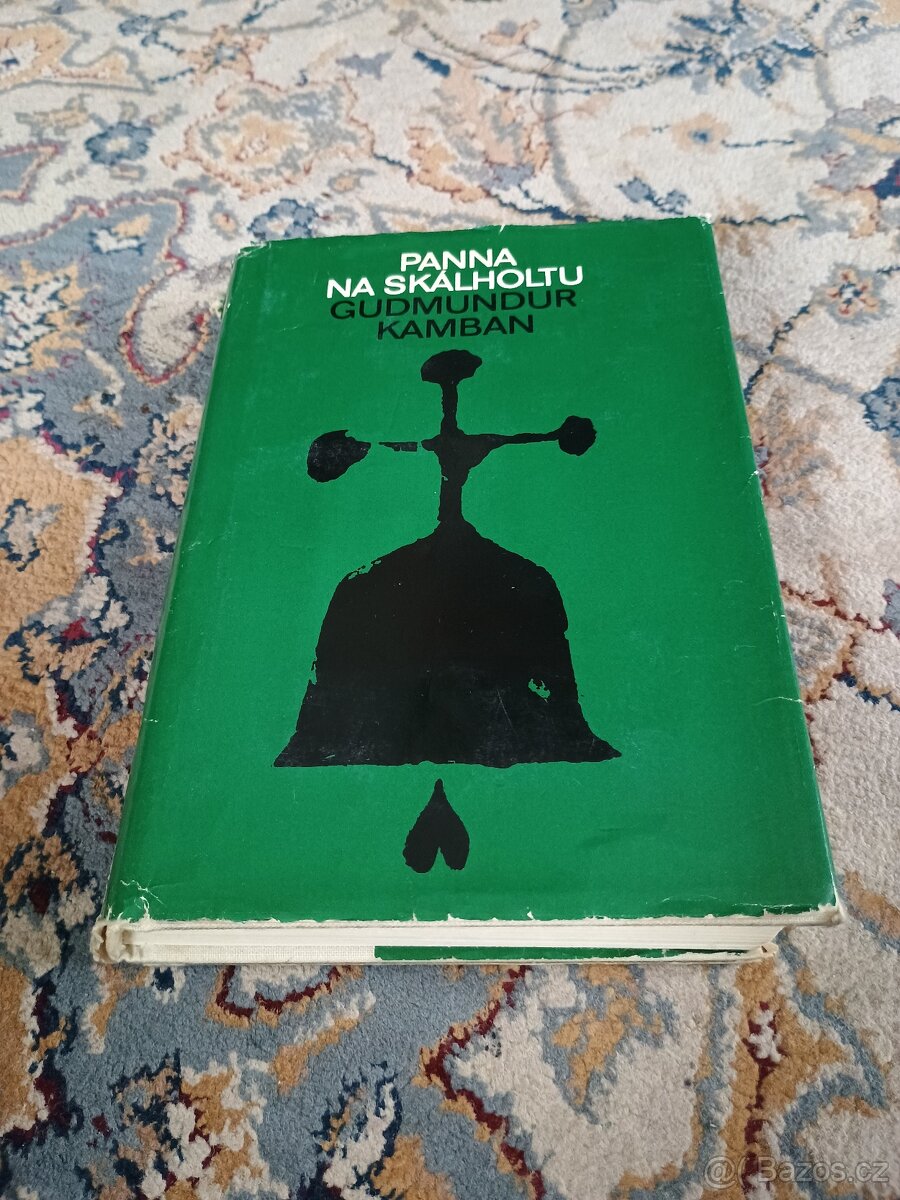 PANNA
NA SKÁLHOLTU
GUDMUNDUR
KAMBAN
@ Bazos.cz